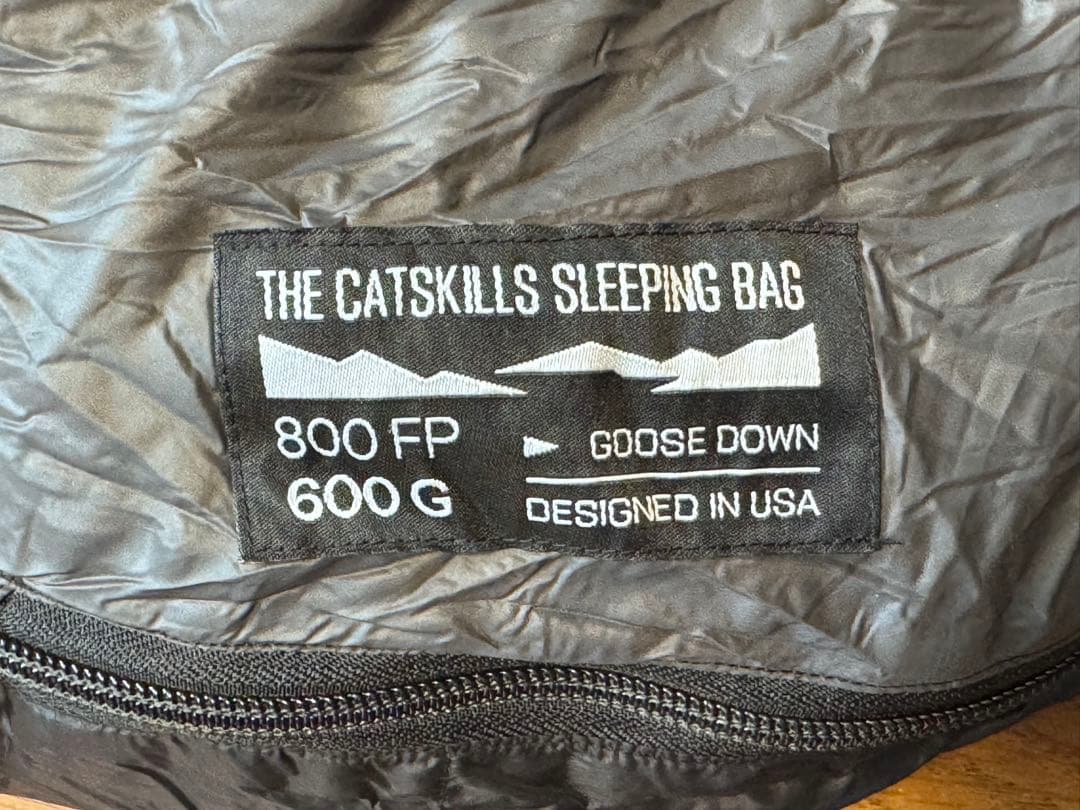 THE CATSKILLS SLEEPING BAG
800 FP
600 G
GOOSE DOWN
DESIGNED IN USA